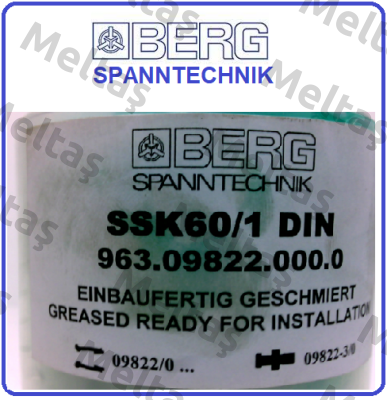 BERG
SPANNTECHNIK
BERG
SPANNTECHNIK
SSK60/1 DIN
963.09822.000.0
EINBAUFERTIG GESCHMIERT
GREASED READY FOR INSTALLATION
09822/0 ... 09822-3/0
Meltaş